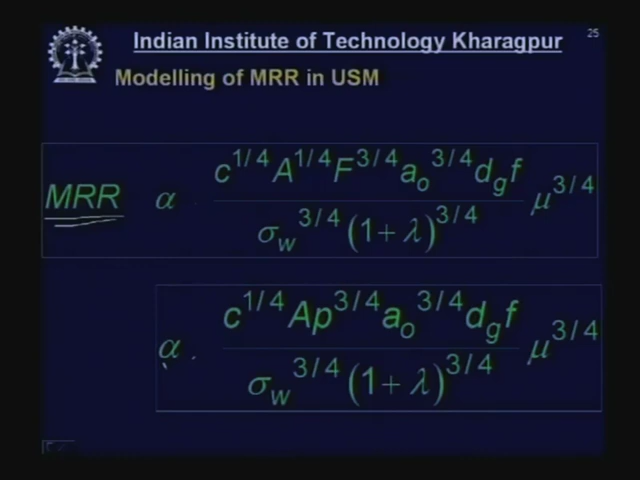 Indian Institute of Technology Kharagpur
25
Modelling of MRR in USM
MRR α c^{1/4} A^{1/4} F^{3/4} a_o^{3/4} d_g f / σ_w^{3/4} (1+ λ)^{3/4} μ^{3/4}
α c^{1/4} Ap^{3/4} a_o^{3/4} d_g f / σ_w^{3/4} (1+ λ)^{3/4} μ^{3/4}